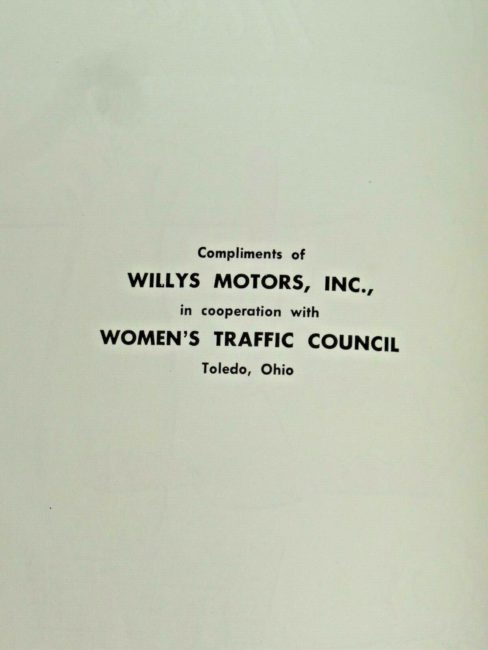 Compliments of
WILLYS MOTORS, INC.,
in cooperation with
WOMEN'S TRAFFIC COUNCIL
Toledo, Ohio